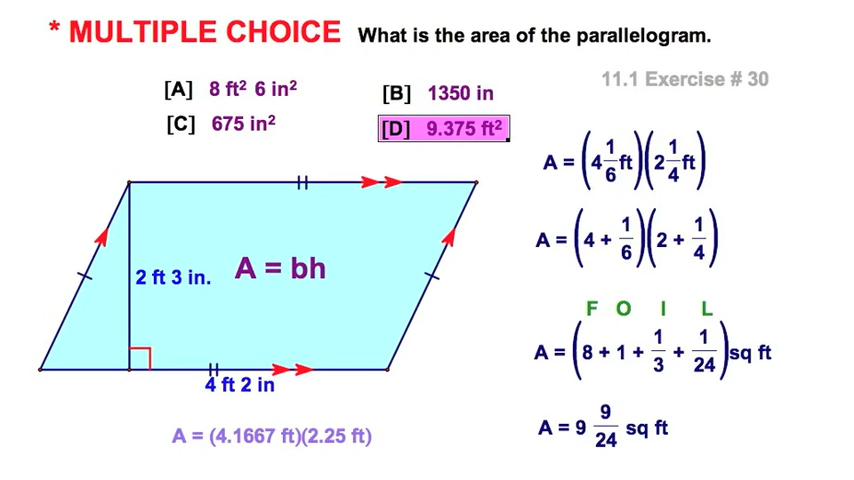 * MULTIPLE CHOICE What is the area of the parallelogram.
[A] 8 ft² 6 in²
[B] 1350 in
11.1 Exercise # 30
[C] 675 in²
[D] 9.375 ft²
A = (4 1/6 ft)(2 1/4 ft)
A = (4 + 1/6)(2 + 1/4)
2 ft 3 in.
A = bh
F O I L
A = (8 + 1 + 1/3 + 1/24) sq ft
4 ft 2 in
A = (4.1667 ft)(2.25 ft)
A = 9 9/24 sq ft